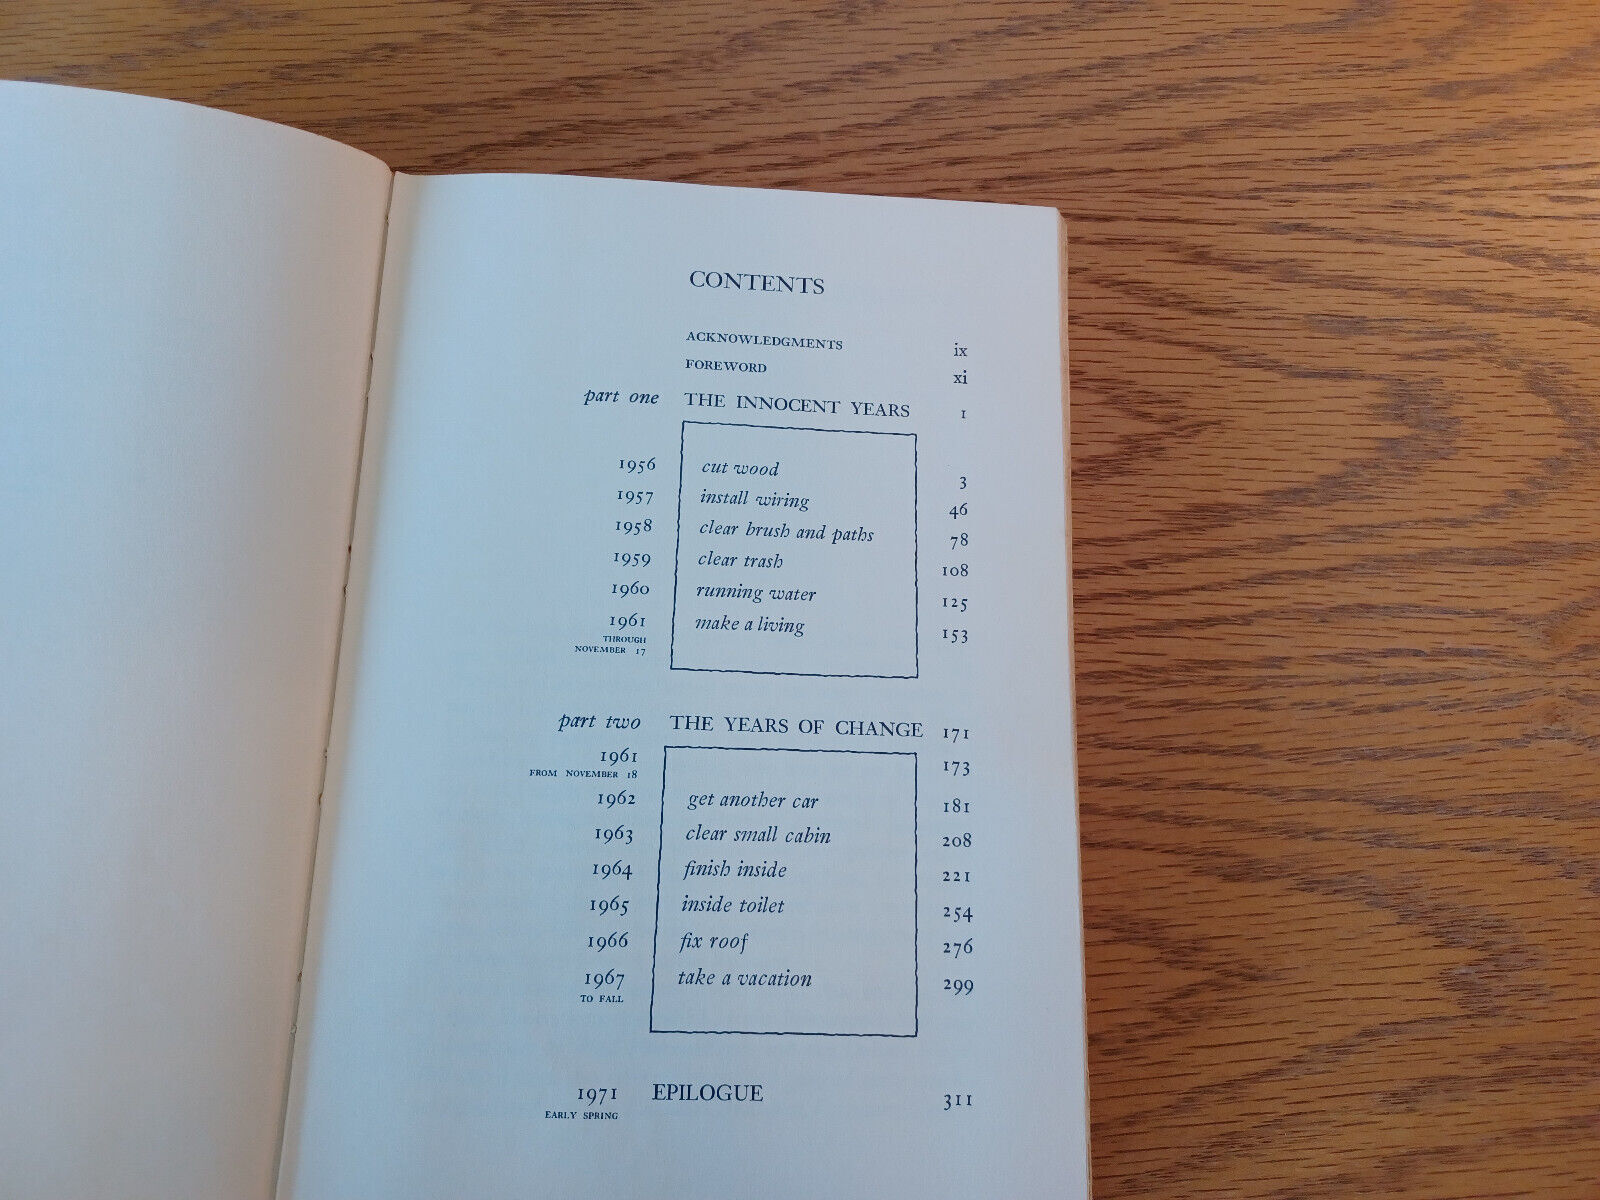 CONTENTS
ACKNOWLEDGMENTS ix
FOREWORD xi
part one THE INNOCENT YEARS 1
1956 cut wood 3
1957 install wiring 46
1958 clear brush and paths 78
1959 clear trash 108
1960 running water 125
1961 make a living 153
THROUGH
NOVEMBER 17
part two THE YEARS OF CHANGE 171
1961 173
FROM NOVEMBER 18
1962 get another car 181
1963 clear small cabin 208
1964 finish inside 221
1965 inside toilet 254
1966 fix roof 276
1967 take a vacation 299
TO FALL
1971 EPILOGUE 311
EARLY SPRING